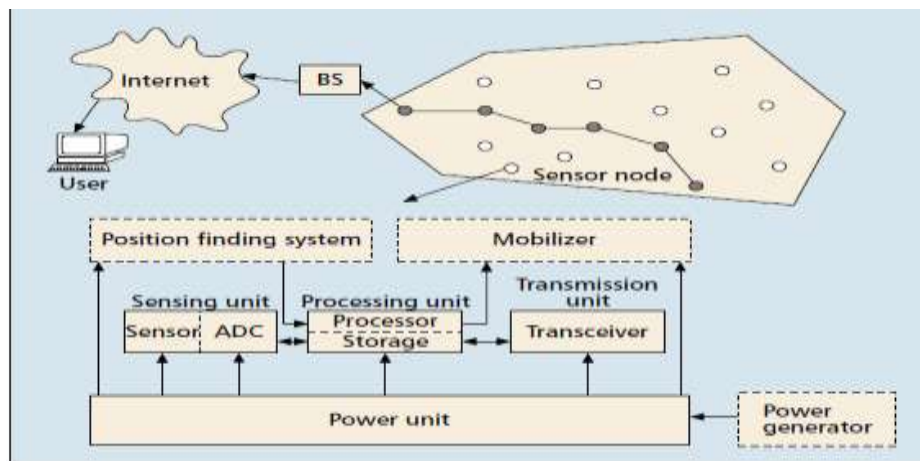 Internet
BS
User
Sensor node
Position finding system
Mobilizer
Sensing unit
Processing unit
Transmission
unit
Sensor
ADC
Processor
Storage
Transceiver
Power unit
Power
generator